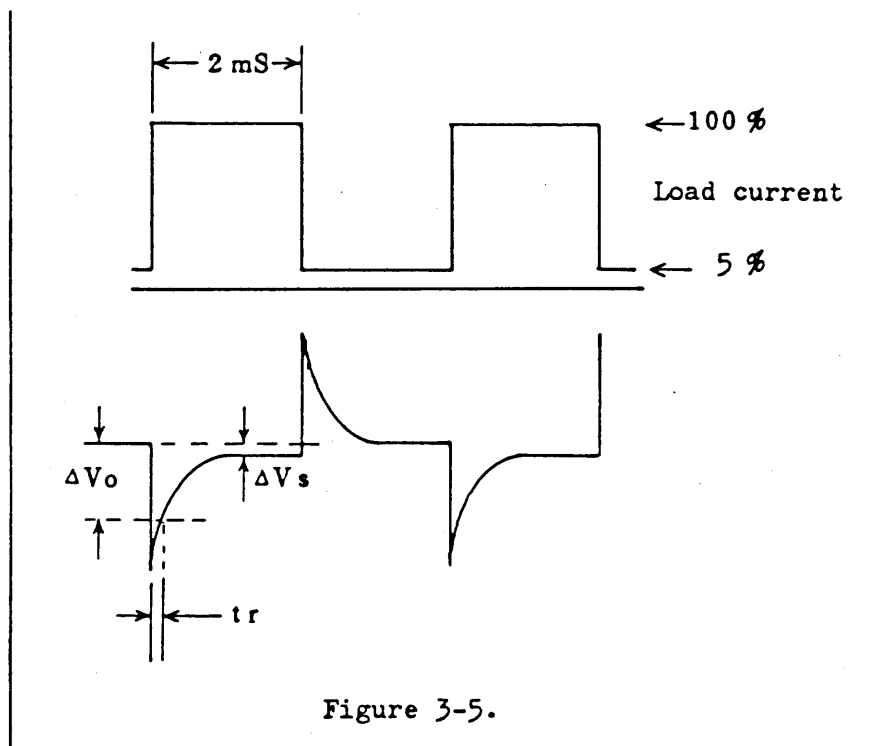 2 mS
100 %
Load current
5 %
ΔVo
ΔVs
tr
Figure 3-5.